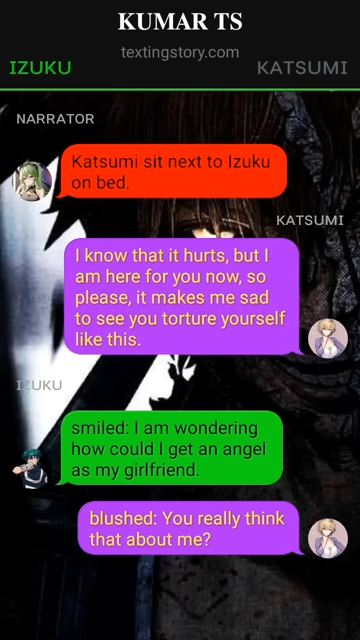 KUMAR TS
textingstory.com
IZUKU
KATSUMI
NARRATOR
Katsumi sit next to Izuku
on bed.
KATSUMI
I know that it hurts, but I
am here for you now, so
please, it makes me sad
to see you torture yourself
like this.
IZUKU
smiled: I am wondering
how could I get an angel
as my girlfriend.
blushed: You really think
that about me?